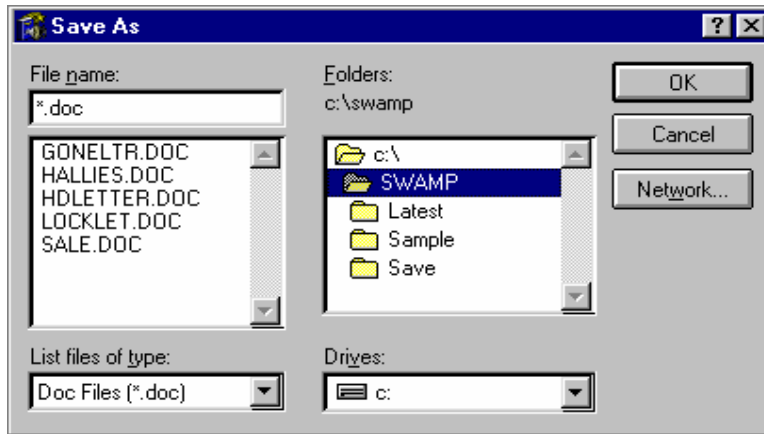 Save As
File name:
*.doc
GONELTR.DOC
HALLIES.DOC
HDLETTER.DOC
LOCKLET.DOC
SALE.DOC
List files of type:
Doc Files (*.doc)
Folders:
c:\swamp
c:\
SWAMP
Latest
Sample
Save
Drives:
c:
OK
Cancel
Network...